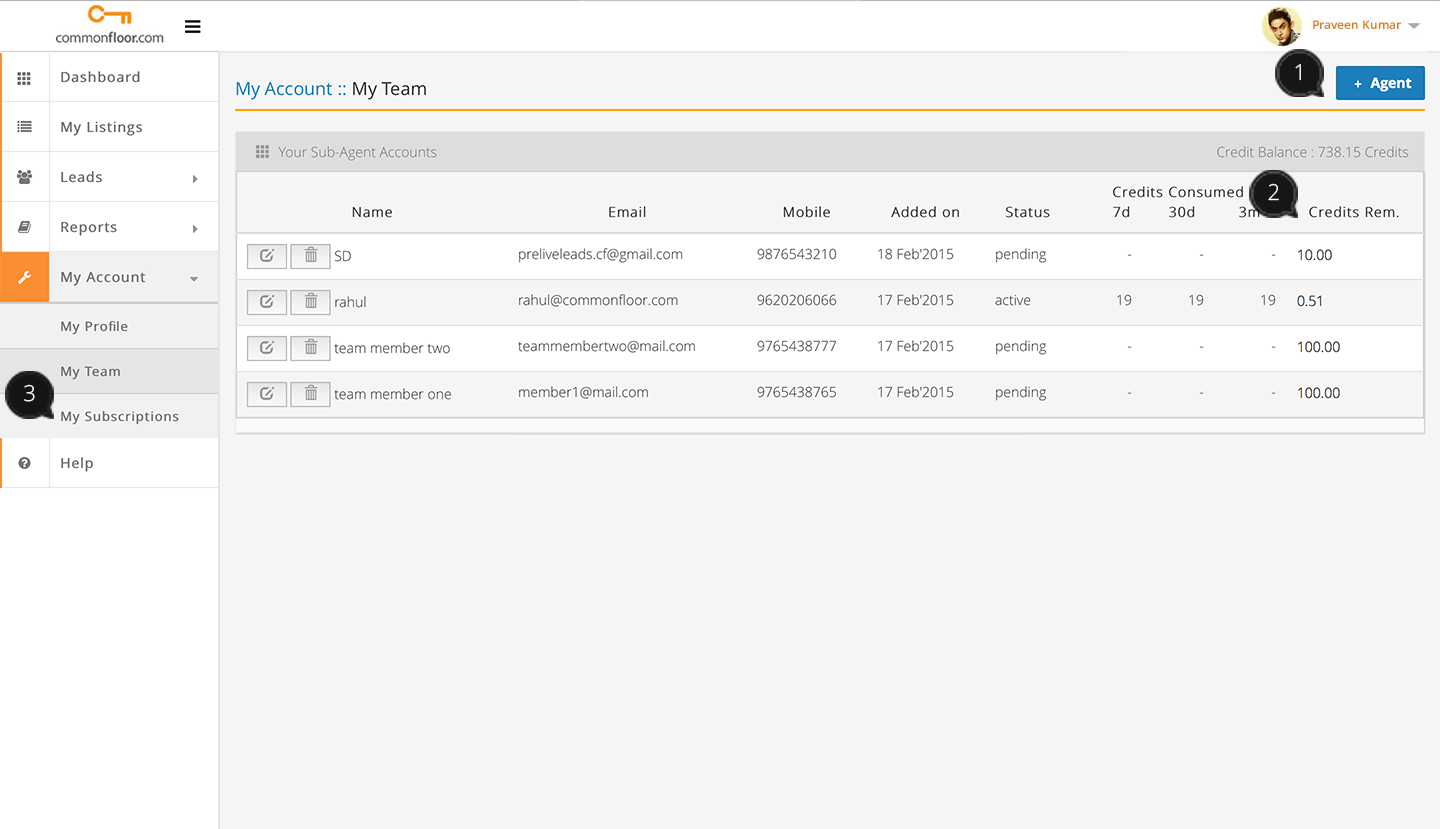 commonfloor.com
Praveen Kumar
Dashboard
My Listings
Leads
Reports
My Account
My Profile
My Team
3
My Subscriptions
Help
My Account :: My Team
1
+ Agent
Your Sub-Agent Accounts
Credit Balance : 738.15 Credits
Credits Consumed 2
Name Email Mobile Added on Status 7d 30d 3m Credits Rem.
SD preliveleads.cf@gmail.com 9876543210 18 Feb'2015 pending - - - 10.00
rahul rahul@commonfloor.com 9620206066 17 Feb'2015 active 19 19 19 0.51
team member two teammembertwo@mail.com 9765438777 17 Feb'2015 pending - - - 100.00
team member one member1@mail.com 9765438765 17 Feb'2015 pending - - - 100.00